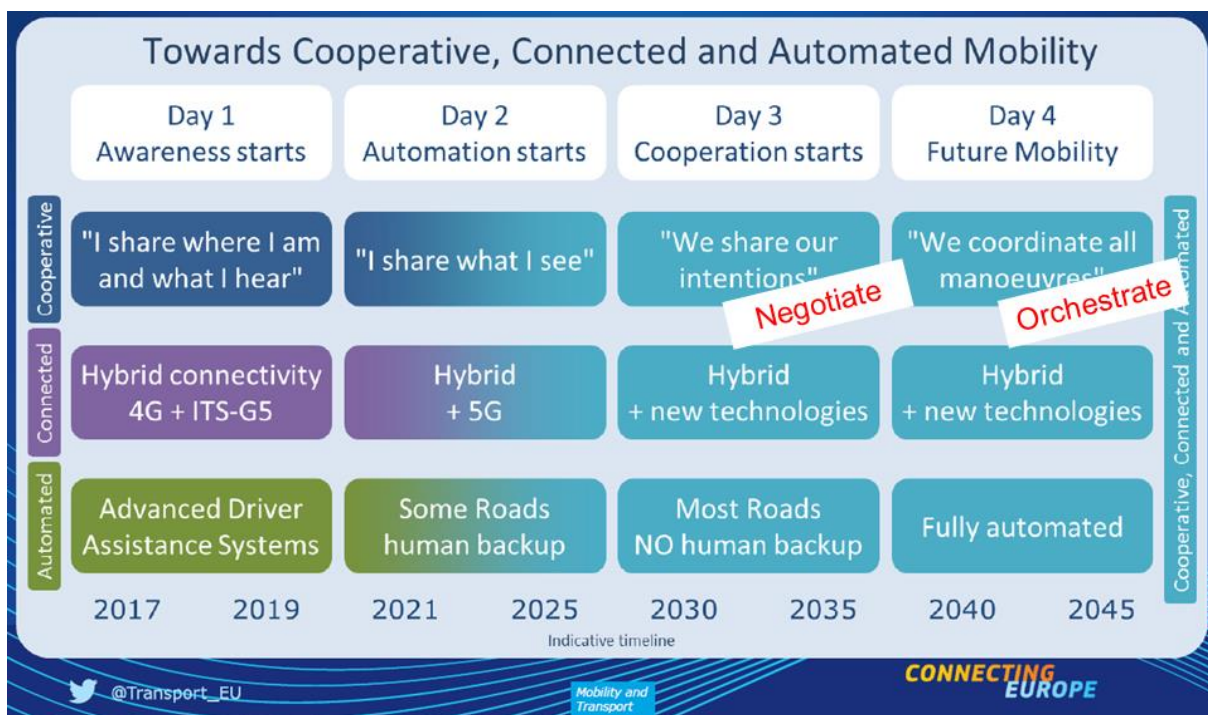 Towards Cooperative, Connected and Automated Mobility
Day 1
Awareness starts
Day 2
Automation starts
Day 3
Cooperation starts
Day 4
Future Mobility
Cooperative
"I share where I am
and what I hear"
"I share what I see"
"We share our
intentions"
Negotiate
"We coordinate all
manoeuvres"
Orchestrate
Connected
Hybrid connectivity
4G + ITS-G5
Hybrid
+ 5G
Hybrid
+ new technologies
Hybrid
+ new technologies
Automated
Advanced Driver
Assistance Systems
Some Roads
human backup
Most Roads
NO human backup
Fully automated
Cooperative, Connected and Automated
2017 2019 2021 2025 2030 2035 2040 2045
Indicative timeline
@Transport_EU
Mobility and
Transport
CONNECTING
EUROPE